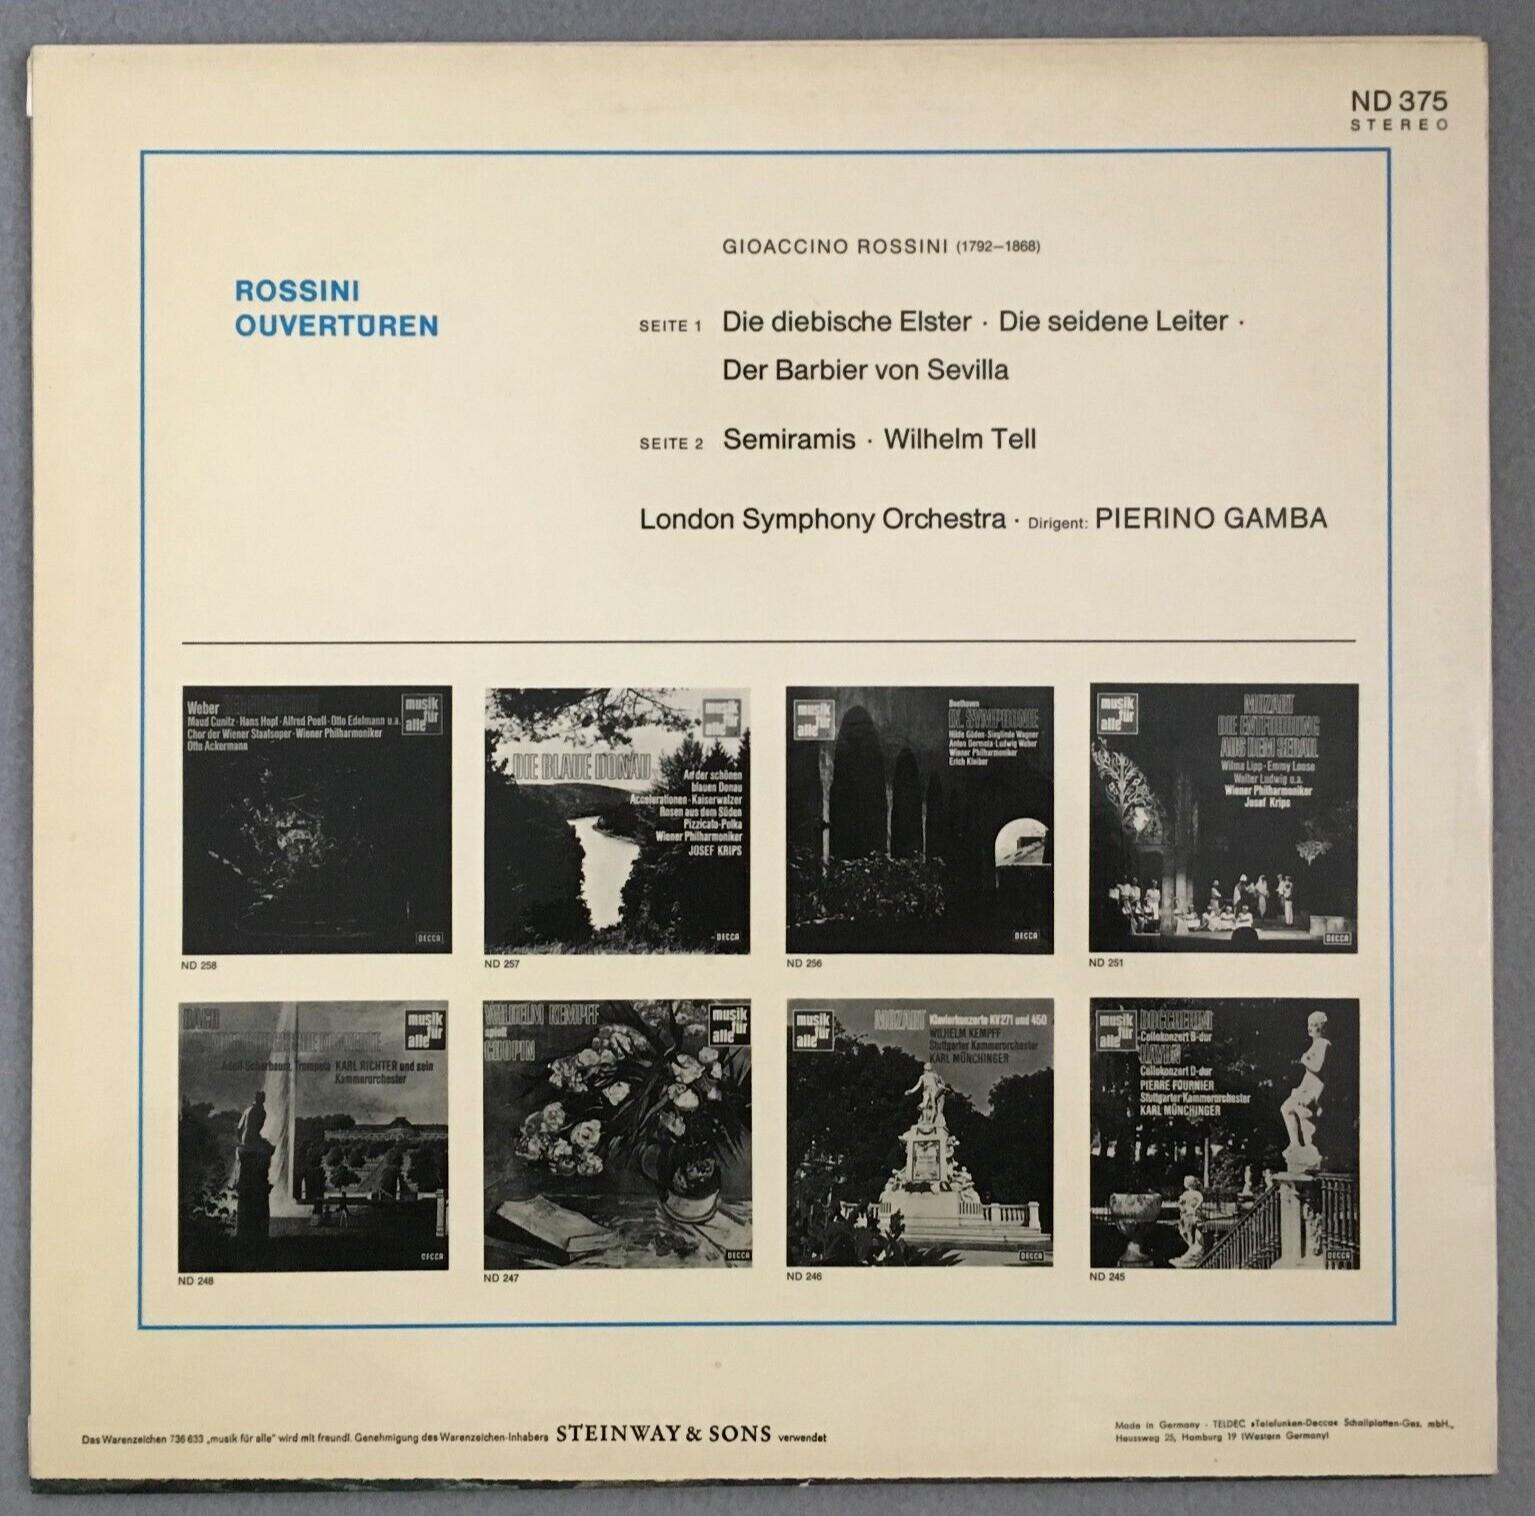 ND 375
STEREO
GIOACCINO ROSSINI (1792–1868)
ROSSINI
OUVERTÜREN
SEITE 1 Die diebische Elster · Die seidene Leiter ·
Der Barbier von Sevilla
SEITE 2 Semiramis · Wilhelm Tell
London Symphony Orchestra · Dirigent: PIERINO GAMBA
Weber
Maud Cunitz · Hans Hopf · Alfred Poell · Otto Edelmann u.a.
Chor der Wiener Staatsoper · Wiener Philharmoniker
Otto Ackermann
musik
für
alle
DECCA
ND 258
musik
für
alle
DIE BLAUE DONAU
An der schönen
blauen Donau
Accelerationen · Kaiserwalzer
Rosen aus dem Süden
Pizzicato-Polka
Wiener Philharmoniker
JOSEF KRIPS
DECCA
ND 257
musik
für
alle
Beethoven
IX. SYMPHONIE
Hilde Güden · Sieglinde Wagner
Anton Dermota · Ludwig Weber
Wiener Philharmoniker
Erich Kleiber
DECCA
ND 256
musik
für
alle
MOZART
DIE ENTFÜHRUNG
AUS DEM SERAIL
Wilma Lipp · Emmy Loose
Walter Ludwig u.a.
Wiener Philharmoniker
Josef Krips
DECCA
ND 251
BACH
musik
für
alle
Adolf Scherbaum, Trompete KARL RICHTER und sein
Kammerorchester
DECCA
ND 248
WILHELM KEMPFF
spielt
CHOPIN
musik
für
alle
DECCA
ND 247
musik
für
alle
MOZART Klavierkonzerte KV 271 und 450
WILHELM KEMPFF
Stuttgarter Kammerorchester
KARL MÜNCHINGER
DECCA
ND 246
musik
für
alle
BOCCHERINI
Cellokonzert B-dur
HAYDN
Cellokonzert D-dur
PIERRE FOURNIER
Stuttgarter Kammerorchester
KARL MÜNCHINGER
DECCA
ND 245
Das Warenzeichen 736 633 „musik für alle" wird mit freundl. Genehmigung des Warenzeichen-Inhabers STEINWAY & SONS verwendet
Made in Germany · TELDEC »Telefunken-Decca« Schallplatten-Ges. mbH.,
Heussweg 25, Hamburg 19 (Western Germany)